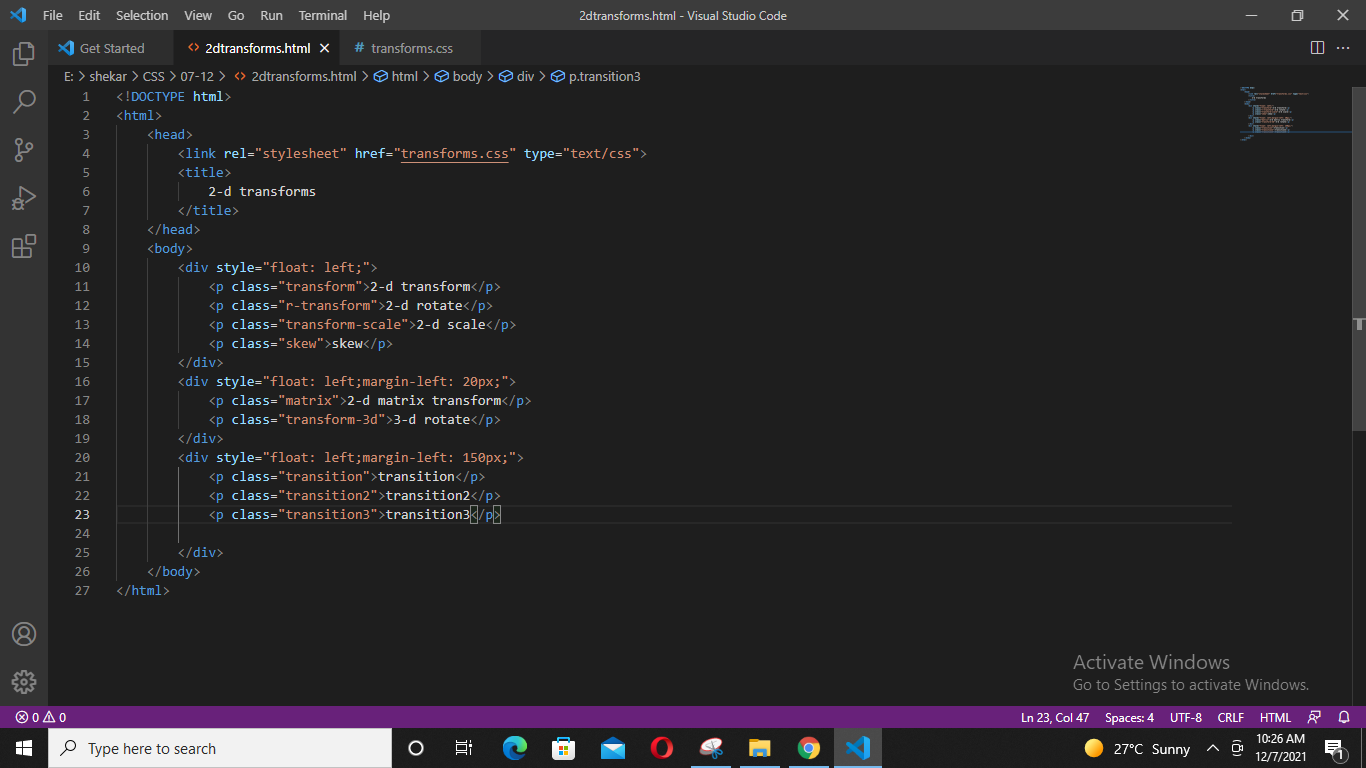 File Edit Selection View Go Run Terminal Help 2dtransforms.html - Visual Studio Code
Get Started <> 2dtransforms.html # transforms.css
E: > shekar > CSS > 07-12 > <> 2dtransforms.html > html > body > div > p.transition3
1 <!DOCTYPE html>
2 <html>
3     <head>
4         <link rel="stylesheet" href="transforms.css" type="text/css">
5         <title>
6             2-d transforms
7         </title>
8     </head>
9     <body>
10         <div style="float: left;">
11             <p class="transform">2-d transform</p>
12             <p class="r-transform">2-d rotate</p>
13             <p class="transform-scale">2-d scale</p>
14             <p class="skew">skew</p>
15         </div>
16         <div style="float: left;margin-left: 20px;">
17             <p class="matrix">2-d matrix transform</p>
18             <p class="transform-3d">3-d rotate</p>
19         </div>
20         <div style="float: left;margin-left: 150px;">
21             <p class="transition">transition</p>
22             <p class="transition2">transition2</p>
23             <p class="transition3">transition3</p>
24
25         </div>
26     </body>
27 </html>
Activate Windows
Go to Settings to activate Windows.
0 0 Ln 23, Col 47 Spaces: 4 UTF-8 CRLF HTML
Type here to search 27°C Sunny 10:26 AM
12/7/2021 1